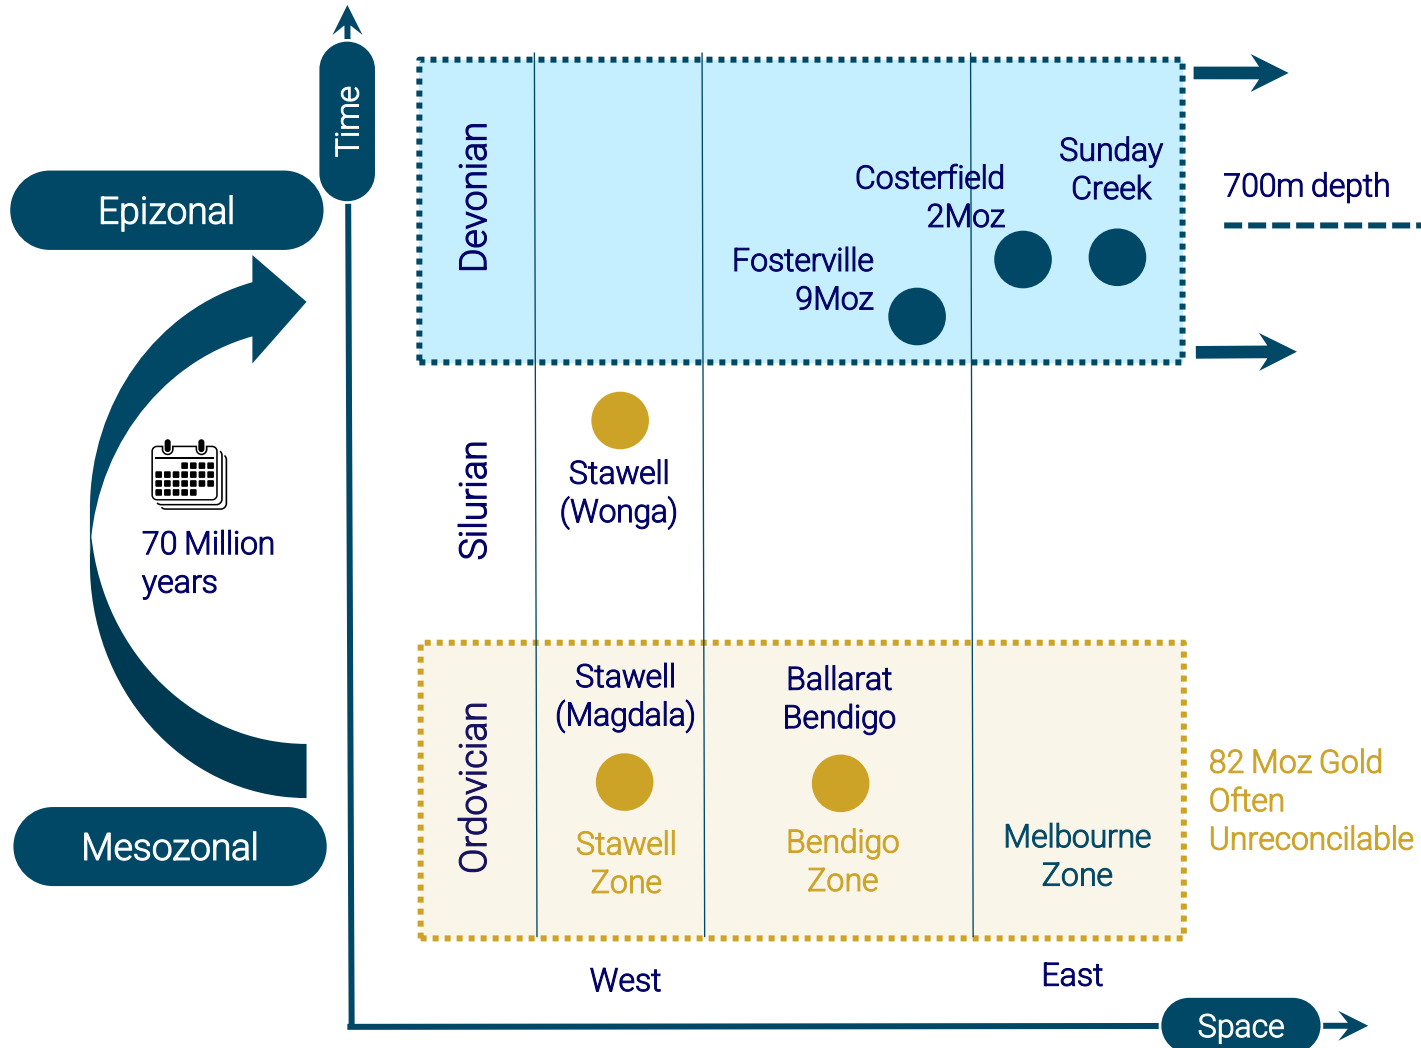 Time
Epizonal
Devonian
Sunday
Creek
Costerfield
2Moz
Fosterville
9Moz
700m depth
Silurian
Stawell
(Wonga)
70 Million
years
Mesozonal
Ordovician
Stawell
(Magdala)
Ballarat
Bendigo
Stawell
Zone
Bendigo
Zone
Melbourne
Zone
82 Moz Gold
Often
Unreconcilable
West
East
Space